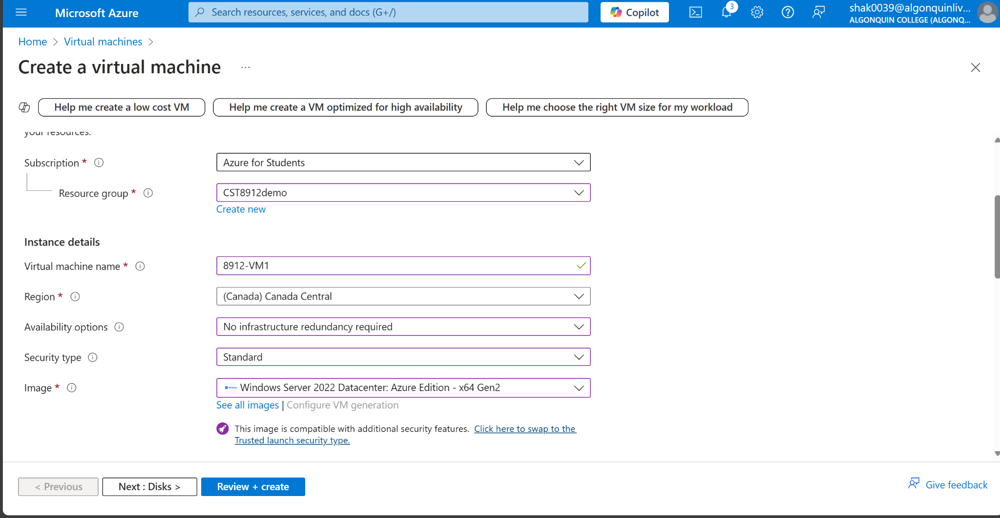 Microsoft Azure
Search resources, services, and docs (G+/)
Copilot
3
shak0039@algonquinliv...
ALGONQUIN COLLEGE (ALGONQ...
Home > Virtual machines >
Create a virtual machine ...
Help me create a low cost VM
Help me create a VM optimized for high availability
Help me choose the right VM size for my workload
your resources.
Subscription *
Azure for Students
Resource group *
CST8912demo
Create new
Instance details
Virtual machine name *
8912-VM1
Region *
(Canada) Canada Central
Availability options
No infrastructure redundancy required
Security type
Standard
Image *
Windows Server 2022 Datacenter: Azure Edition - x64 Gen2
See all images | Configure VM generation
This image is compatible with additional security features. Click here to swap to the
Trusted launch security type.
< Previous
Next : Disks >
Review + create
Give feedback